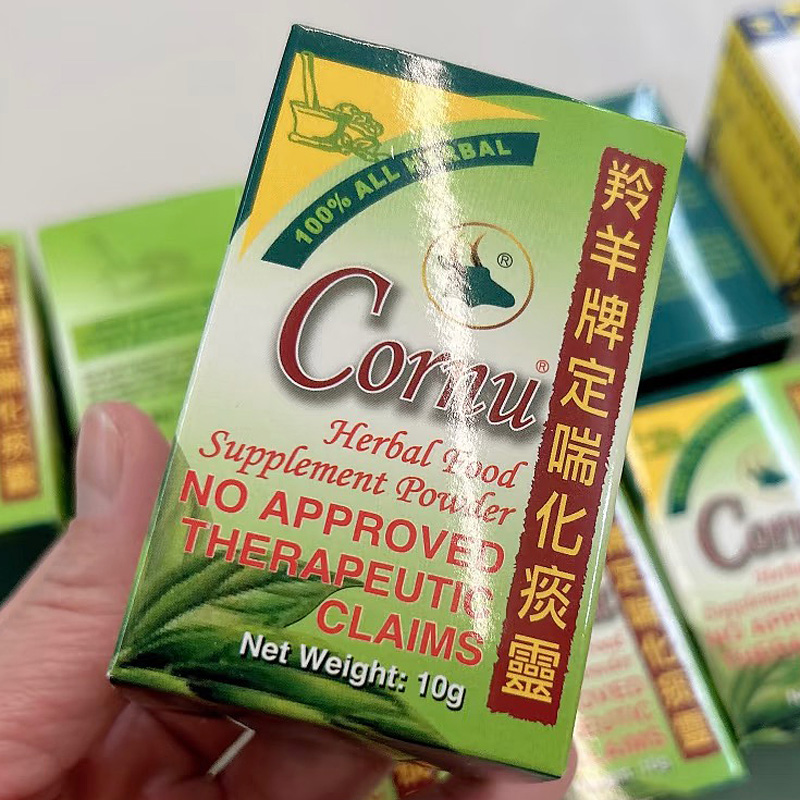 100% ALL HERBAL
®
Cornu®
Herbal Food
Supplement Powder
NO APPROVED
THERAPEUTIC
CLAIMS
Net Weight: 10g
羚羊牌定喘化痰靈